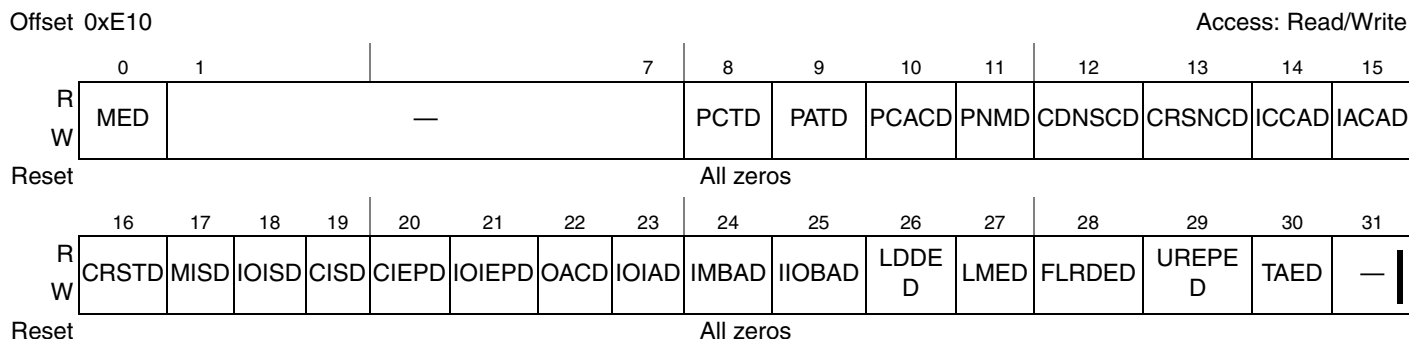 Offset 0xE10 Access: Read/Write
0 1 7 8 9 10 11 12 13 14 15
R
W
MED — PCTD PATD PCACD PNMD CDNSCD CRSNCD ICCAD IACAD
Reset All zeros
16 17 18 19 20 21 22 23 24 25 26 27 28 29 30 31
R
W
CRSTD MISD IOISD CISD CIEPD IOIEPD OACD IOIAD IMBAD IIOBAD LDDE
D LMED FLRDED UREPE
D TAED —
Reset All zeros